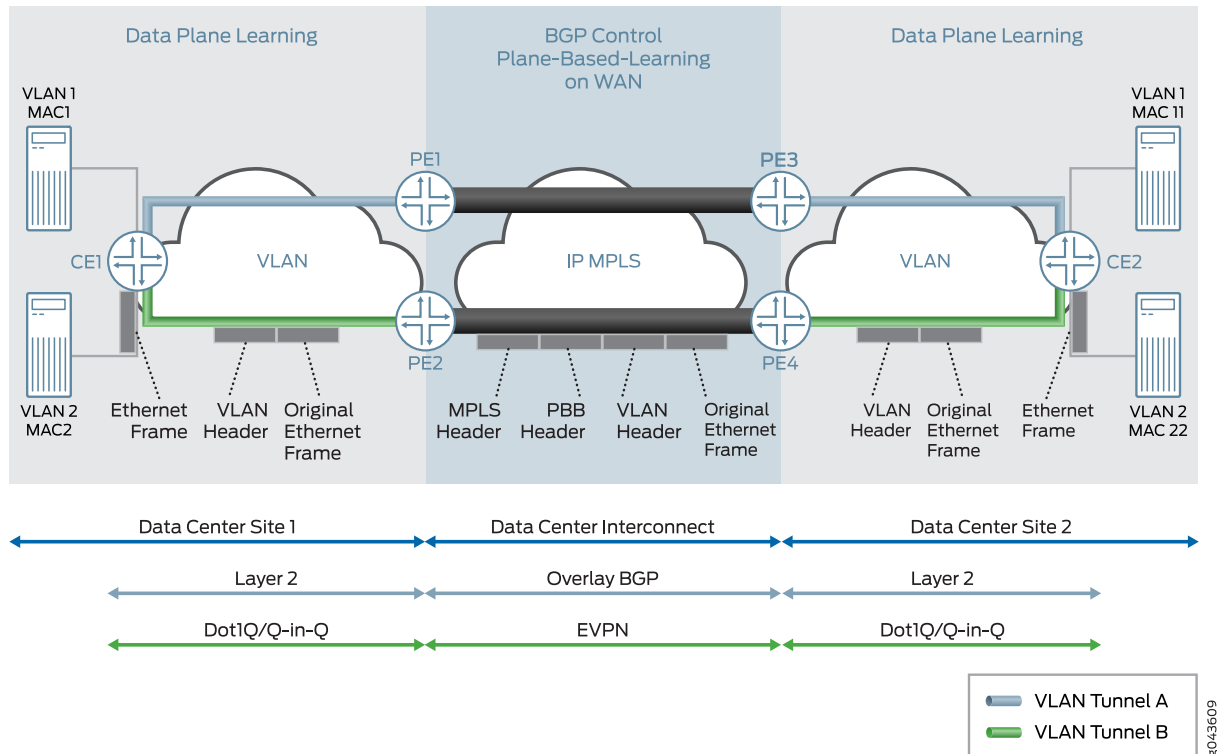 Data Plane Learning
BGP Control
Plane-Based-Learning
on WAN
Data Plane Learning
VLAN 1
MAC1
VLAN 1
MAC 11
PE1
PE3
CE1
VLAN
IP MPLS
VLAN
CE2
PE2
PE4
VLAN 2
MAC2
Ethernet
Frame
VLAN
Header
Original
Ethernet
Frame
MPLS
Header
PBB
Header
VLAN
Header
Original
Ethernet
Frame
VLAN
Header
Original
Ethernet
Frame
Ethernet
Frame
VLAN 2
MAC 22
Data Center Site 1
Data Center Interconnect
Data Center Site 2
Layer 2
Overlay BGP
Layer 2
Dot1Q/Q-in-Q
EVPN
Dot1Q/Q-in-Q
VLAN Tunnel A
VLAN Tunnel B
g043609